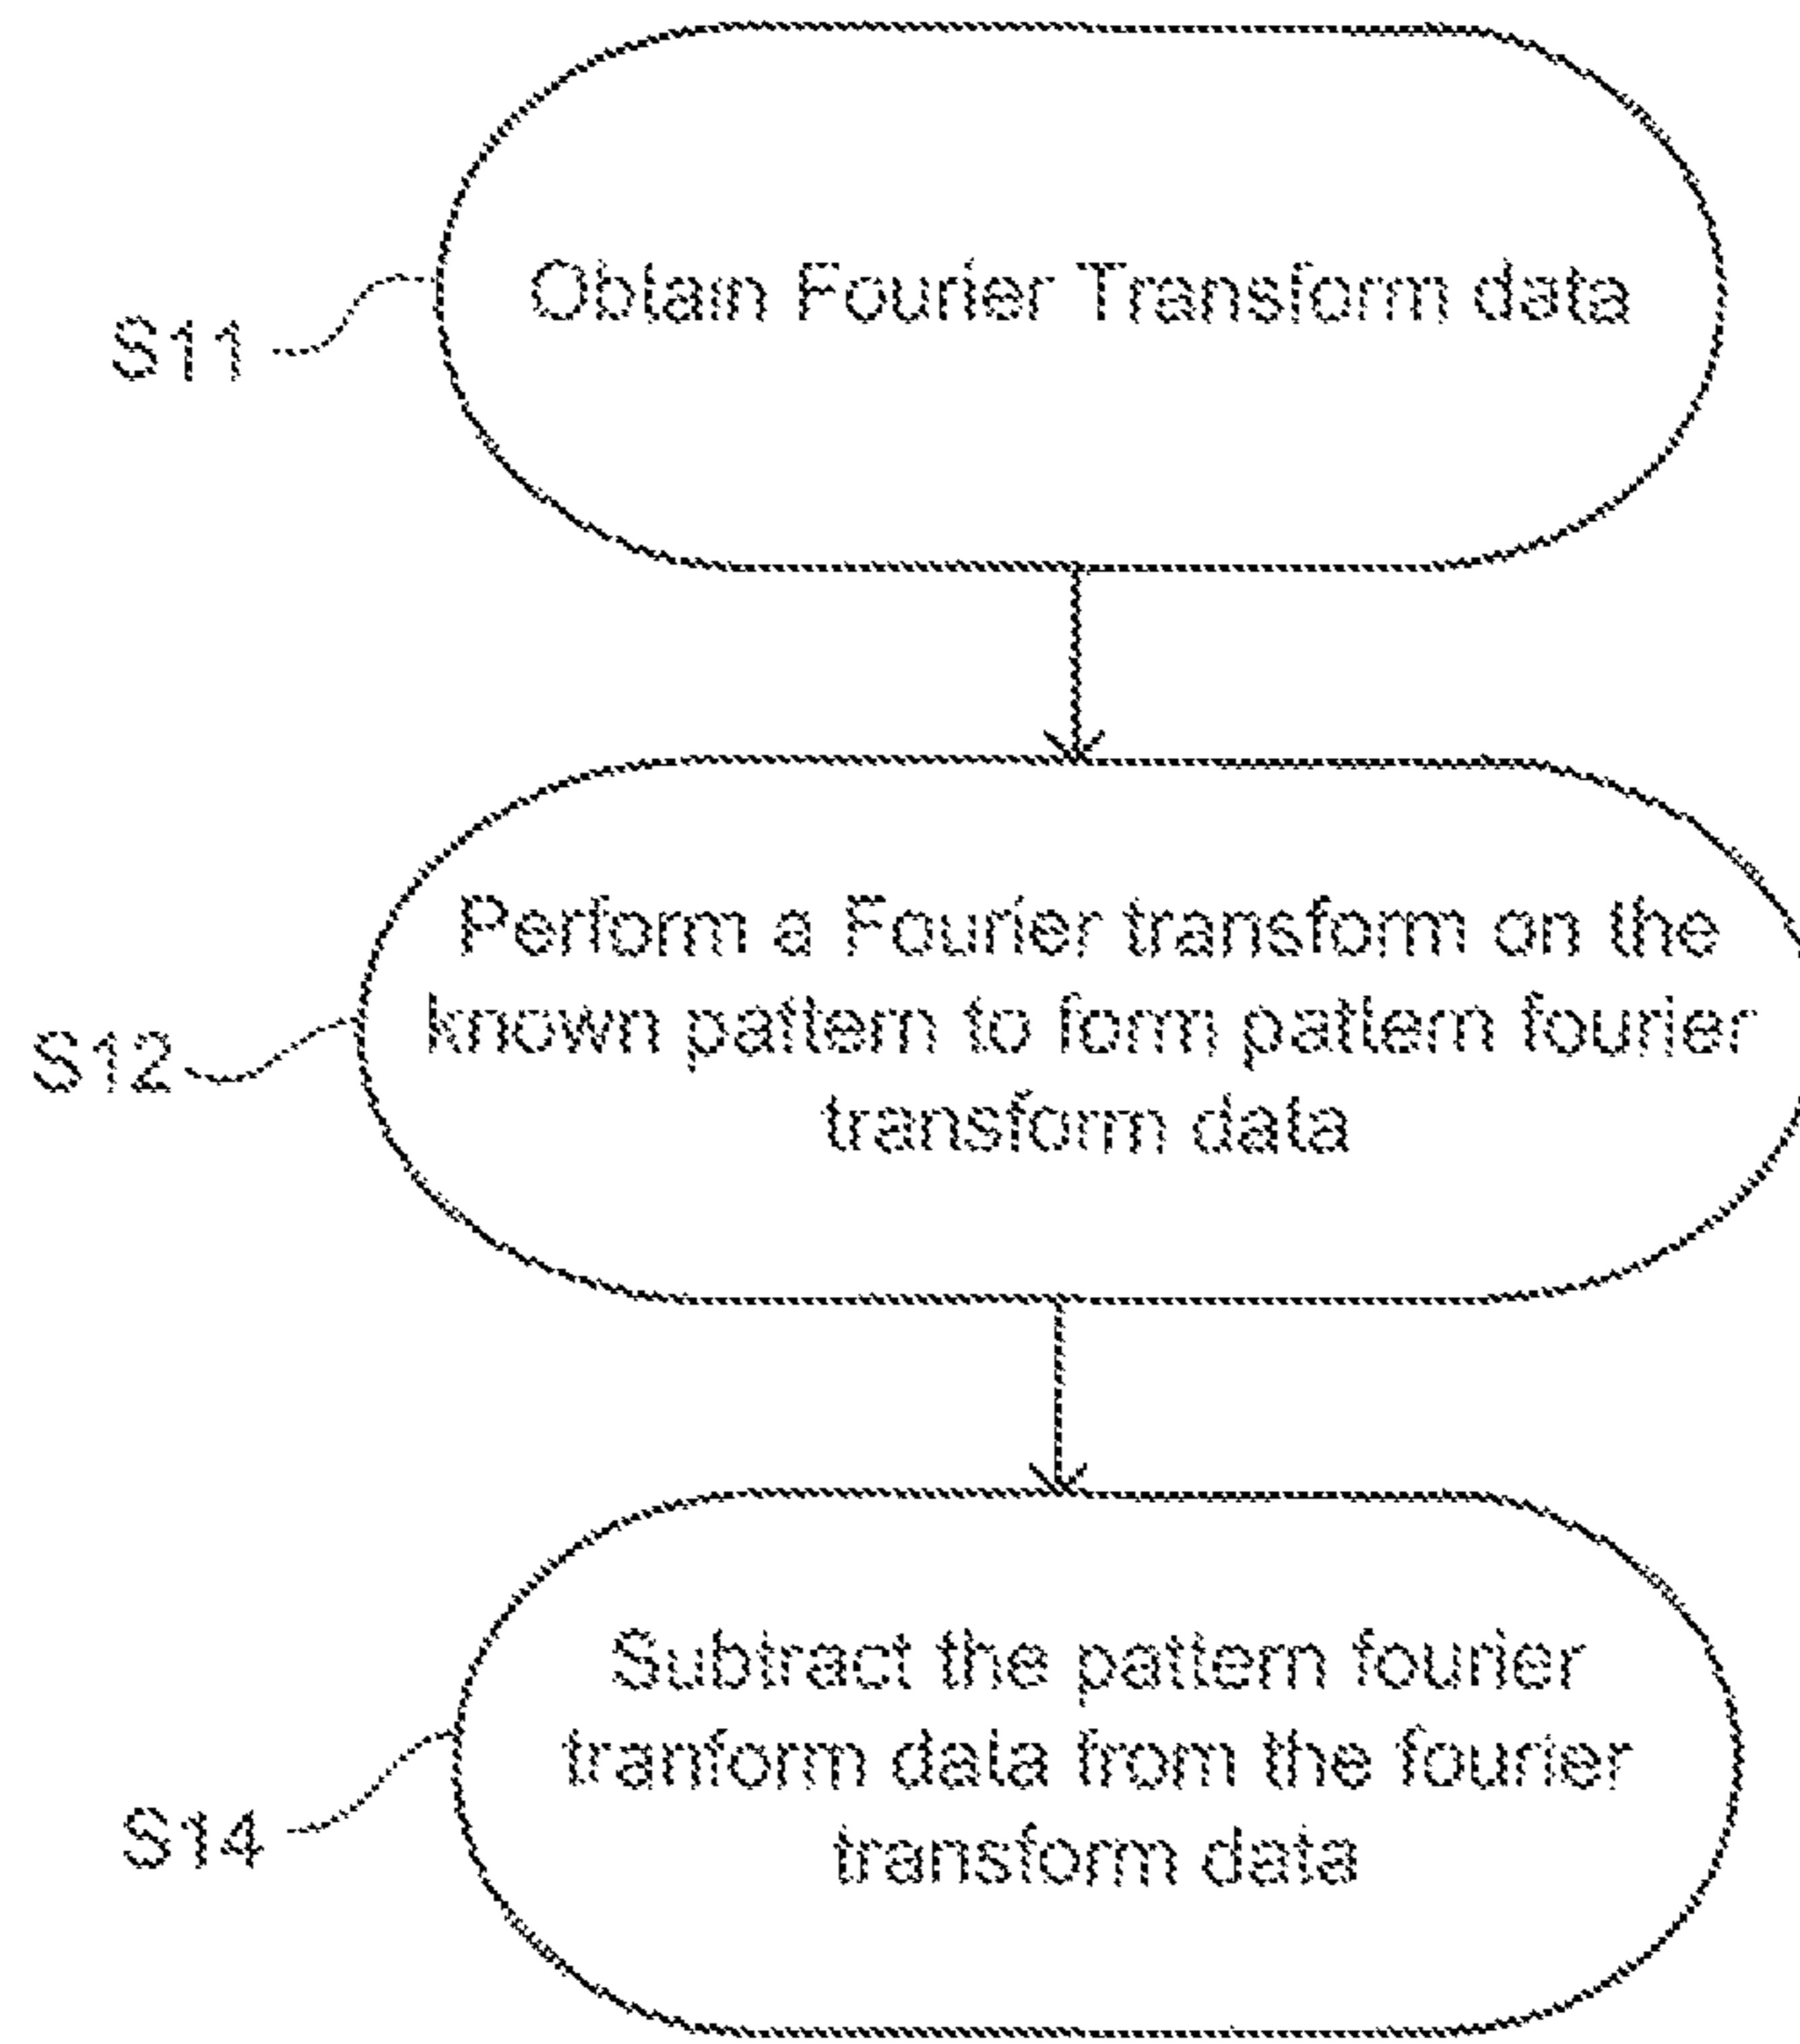 Obtain Fourier Transform data
S11
Perform a Fourier transform on the
known pattern to form pattern fourier
transform data
S12
Subtract the pattern fourier
tranform data from the fourier
transform data
S14